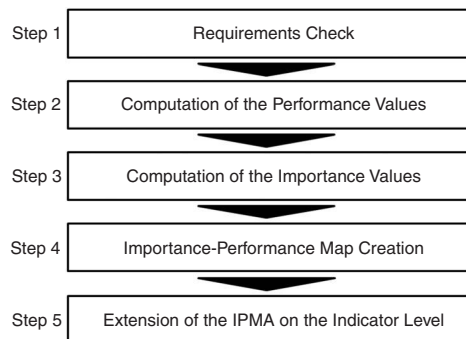 Step 1 Requirements Check
Step 2 Computation of the Performance Values
Step 3 Computation of the Importance Values
Step 4 Importance-Performance Map Creation
Step 5 Extension of the IPMA on the Indicator Level